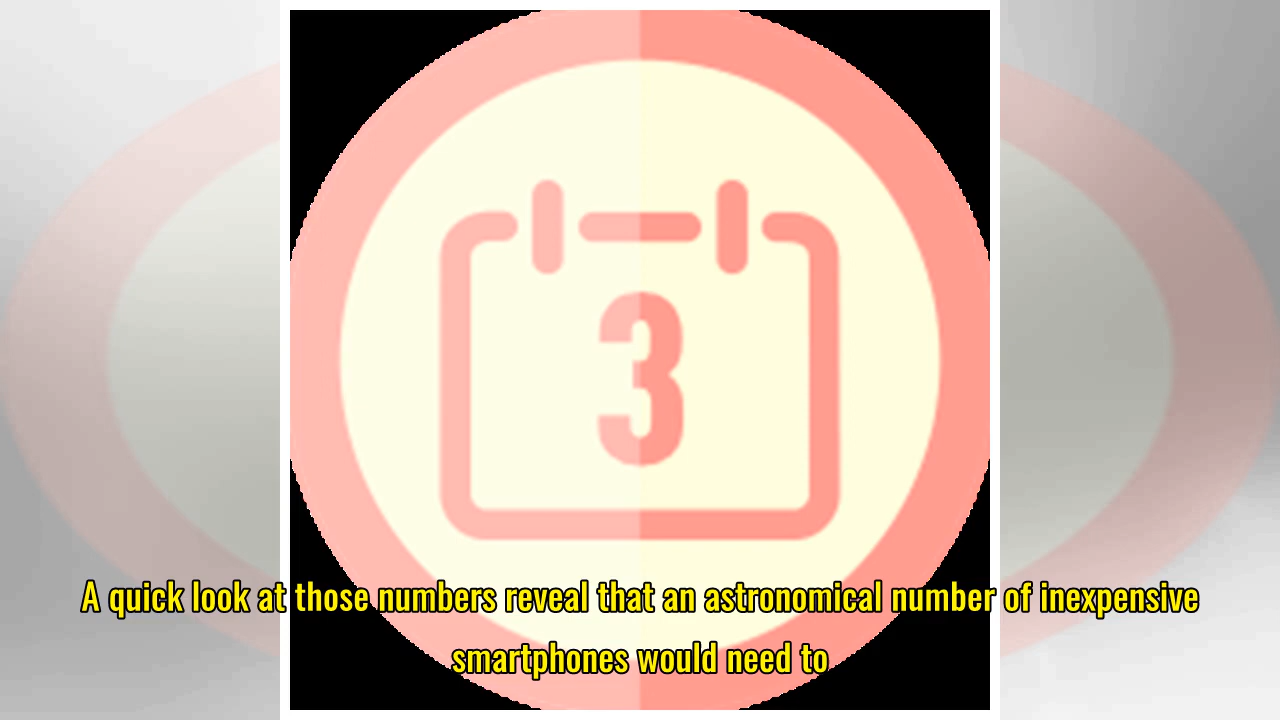 3
A quick look at those numbers reveal that an astronomical number of inexpensive
smartphones would need to